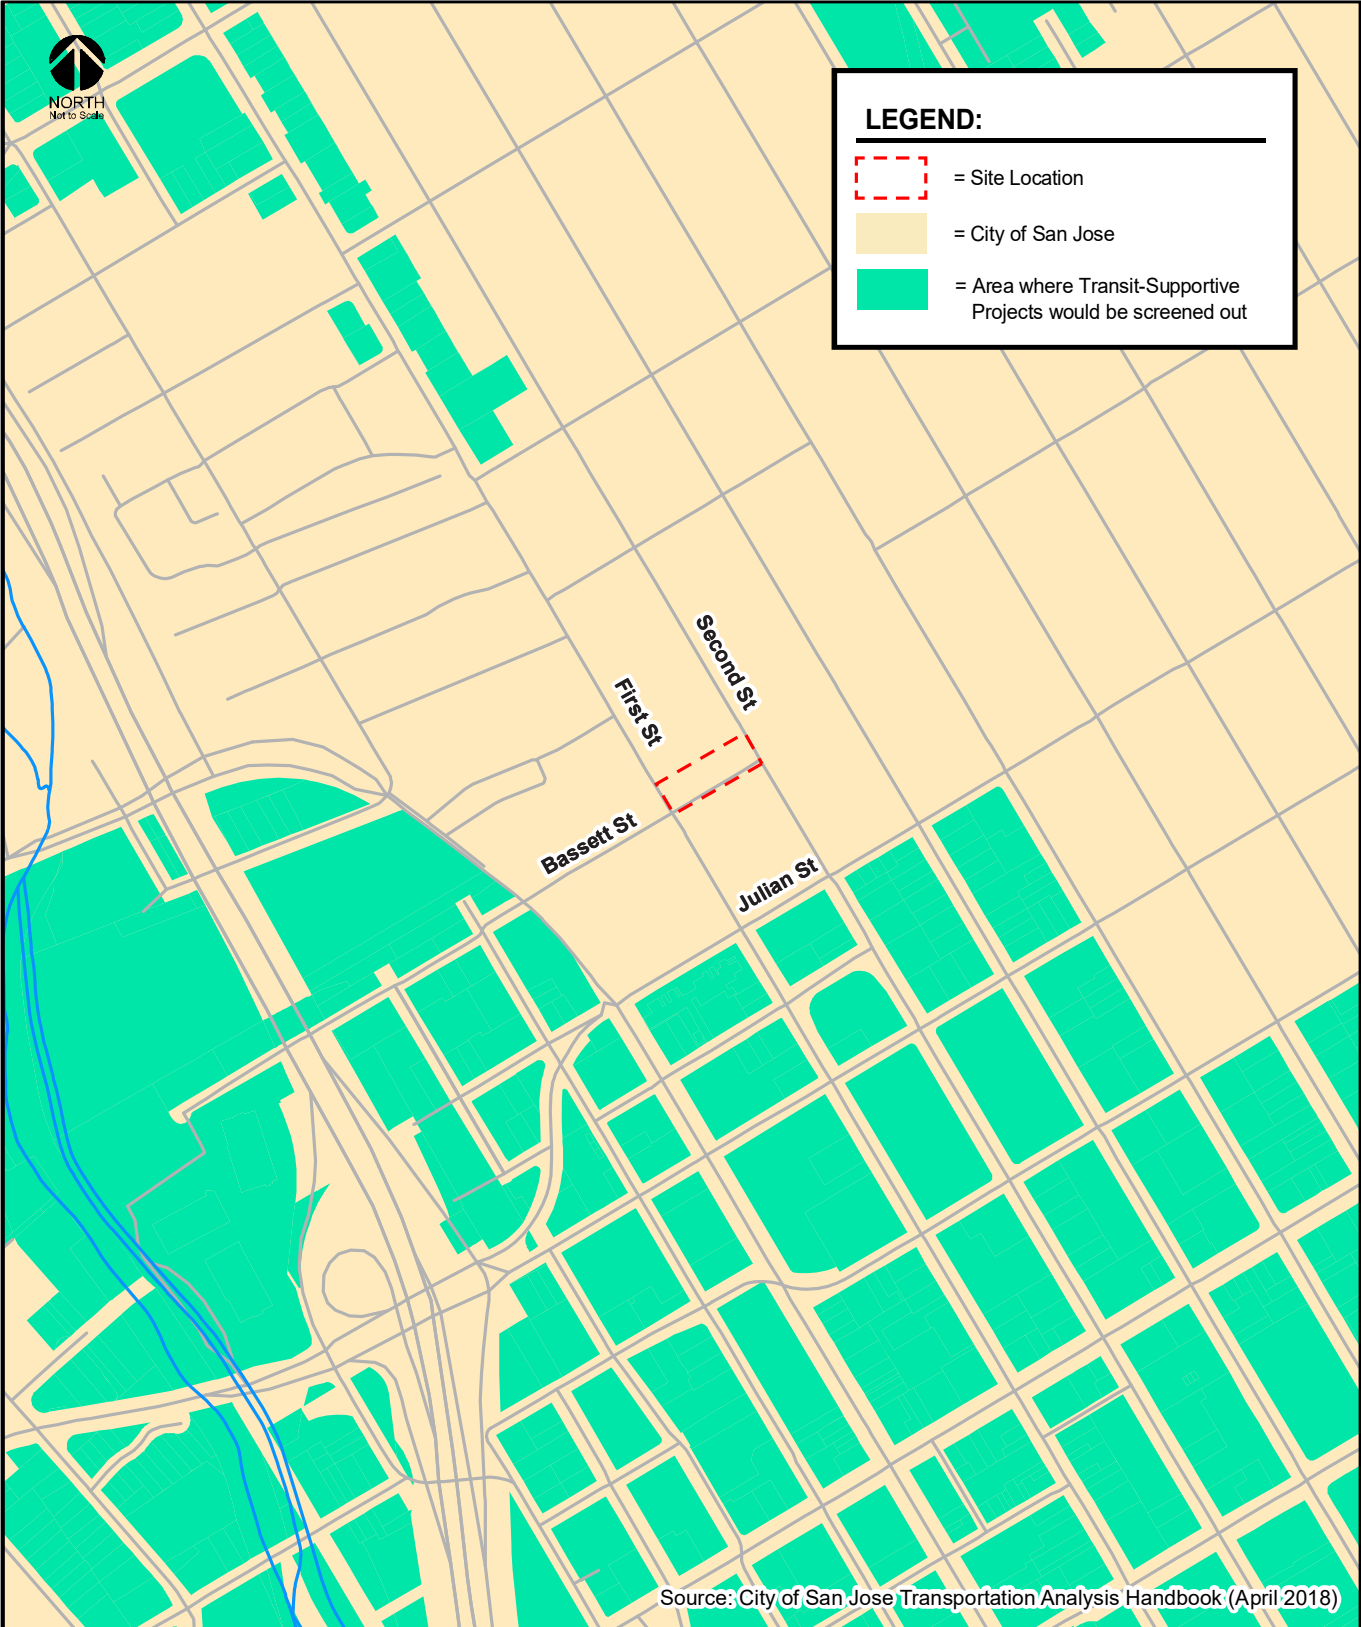 NORTH
Not to Scale
LEGEND:
= Site Location
= City of San Jose
= Area where Transit-Supportive
Projects would be screened out
Second St
First St
Bassett St
Julian St
Source: City of San Jose Transportation Analysis Handbook (April 2018)